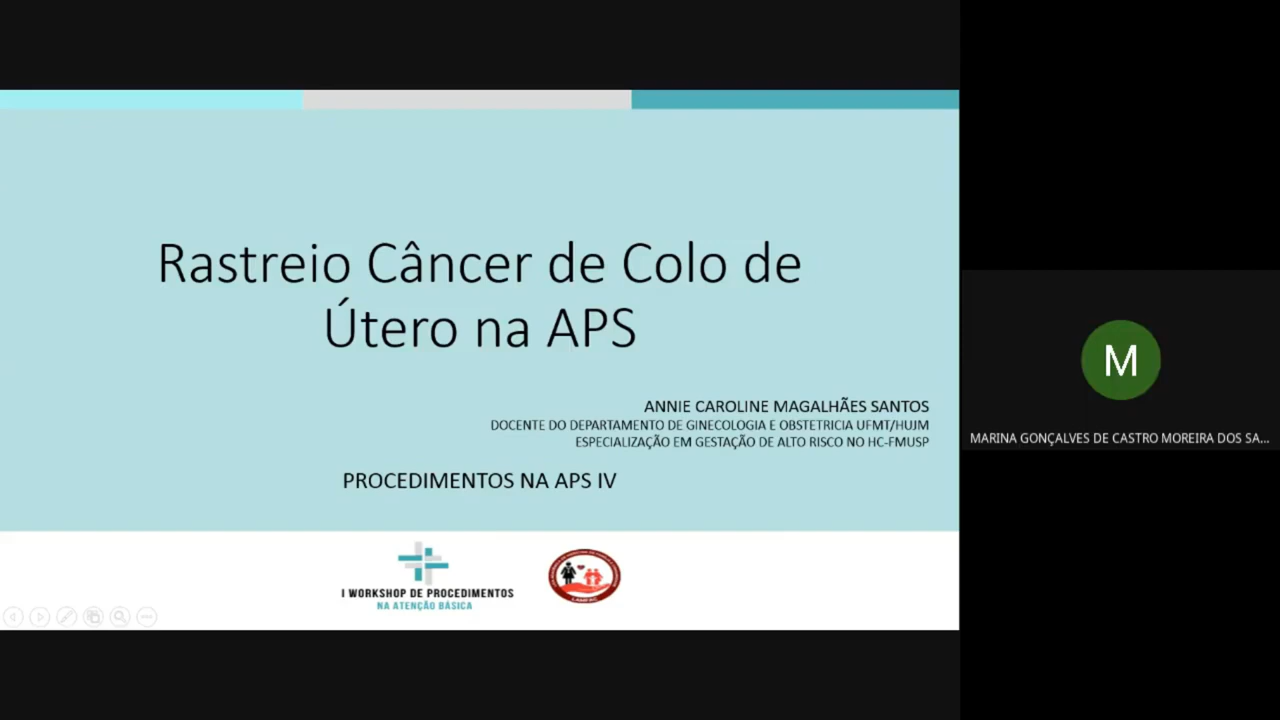 Rastreio Câncer de Colo de
Útero na APS
ANNIE CAROLINE MAGALHÃES SANTOS
DOCENTE DO DEPARTAMENTO DE GINECOLOGIA E OBSTETRICIA UFMT/HUJM
ESPECIALIZAÇÃO EM GESTAÇÃO DE ALTO RISCO NO HC-FMUSP
PROCEDIMENTOS NA APS IV
I WORKSHOP DE PROCEDIMENTOS
NA ATENÇÃO BÁSICA
M
MARINA GONÇALVES DE CASTRO MOREIRA DOS SA...